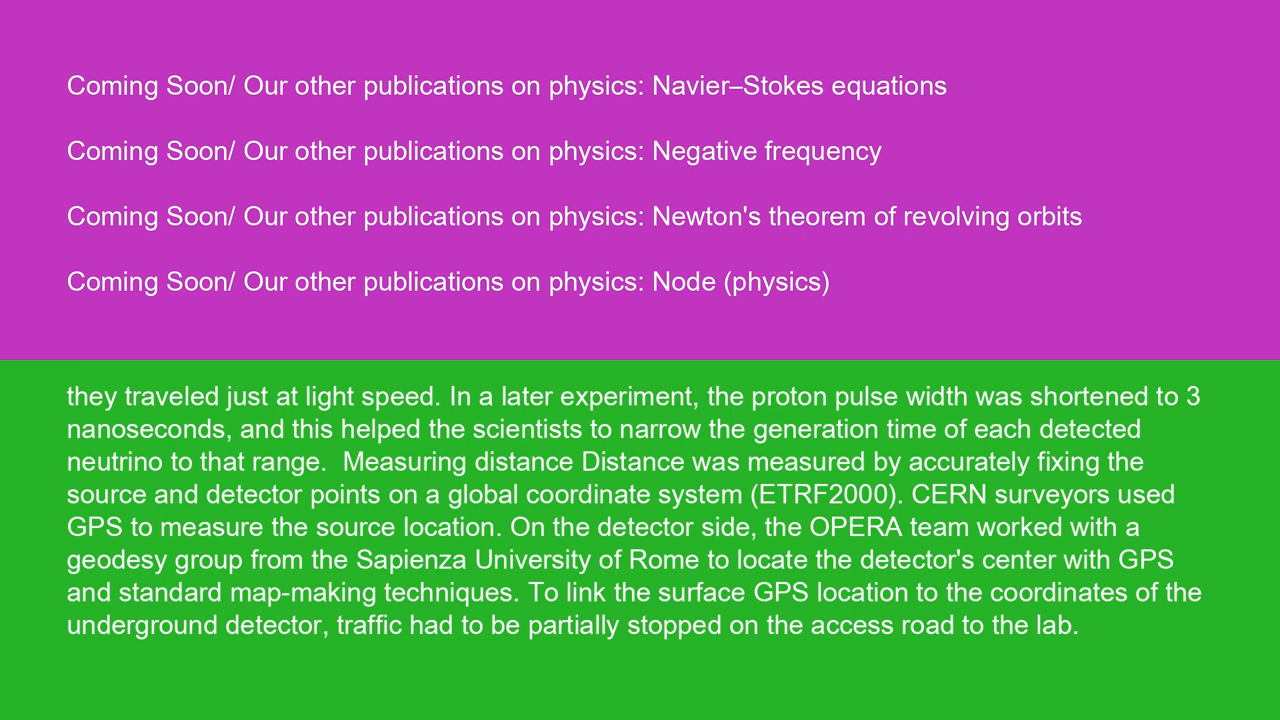 Coming Soon/ Our other publications on physics: Navier–Stokes equations
Coming Soon/ Our other publications on physics: Negative frequency
Coming Soon/ Our other publications on physics: Newton's theorem of revolving orbits
Coming Soon/ Our other publications on physics: Node (physics)
they traveled just at light speed. In a later experiment, the proton pulse width was shortened to 3
nanoseconds, and this helped the scientists to narrow the generation time of each detected
neutrino to that range.  Measuring distance Distance was measured by accurately fixing the
source and detector points on a global coordinate system (ETRF2000). CERN surveyors used
GPS to measure the source location. On the detector side, the OPERA team worked with a
geodesy group from the Sapienza University of Rome to locate the detector's center with GPS
and standard map-making techniques. To link the surface GPS location to the coordinates of the
underground detector, traffic had to be partially stopped on the access road to the lab.